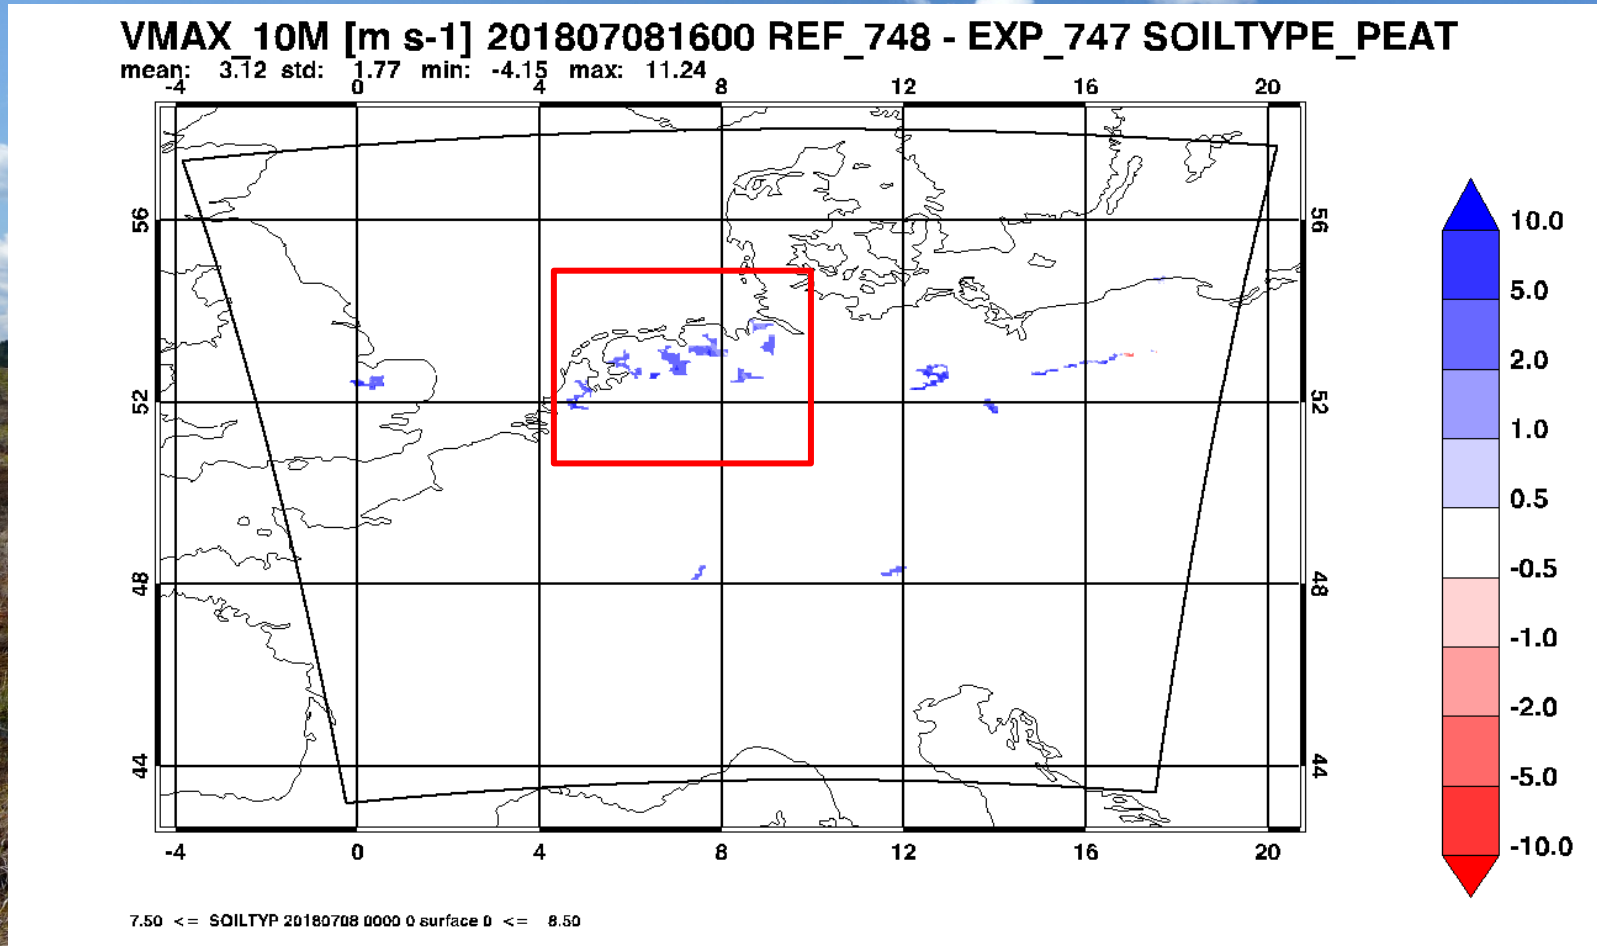 VMAX_10M [m s-1] 201807081600 REF_748 - EXP_747 SOILTYPE_PEAT
mean: 3.12 std: 1.77 min: -4.15 max: 11.24
-4 0 4 8 12 16 20
56 56
52 52
48 48
44 44
-4 0 4 8 12 16 20
10.0
5.0
2.0
1.0
0.5
-0.5
-1.0
-2.0
-5.0
-10.0
7.50 <= SOILTYP 20180708 0000 0 surface 0 <= 8.50